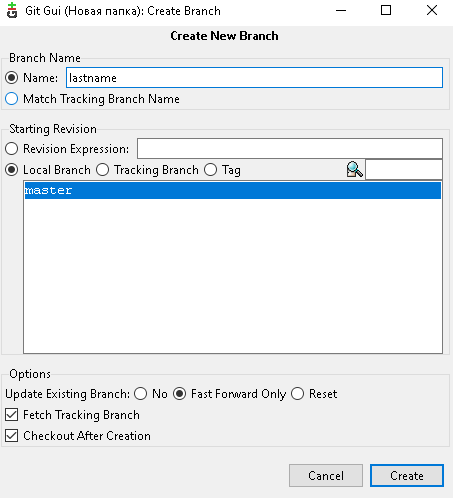 Git Gui (Новая папка): Create Branch
Create New Branch
Branch Name
Name: lastname
Match Tracking Branch Name
Starting Revision
Revision Expression:
Local Branch Tracking Branch Tag
master
Options
Update Existing Branch: No Fast Forward Only Reset
Fetch Tracking Branch
Checkout After Creation
Cancel Create